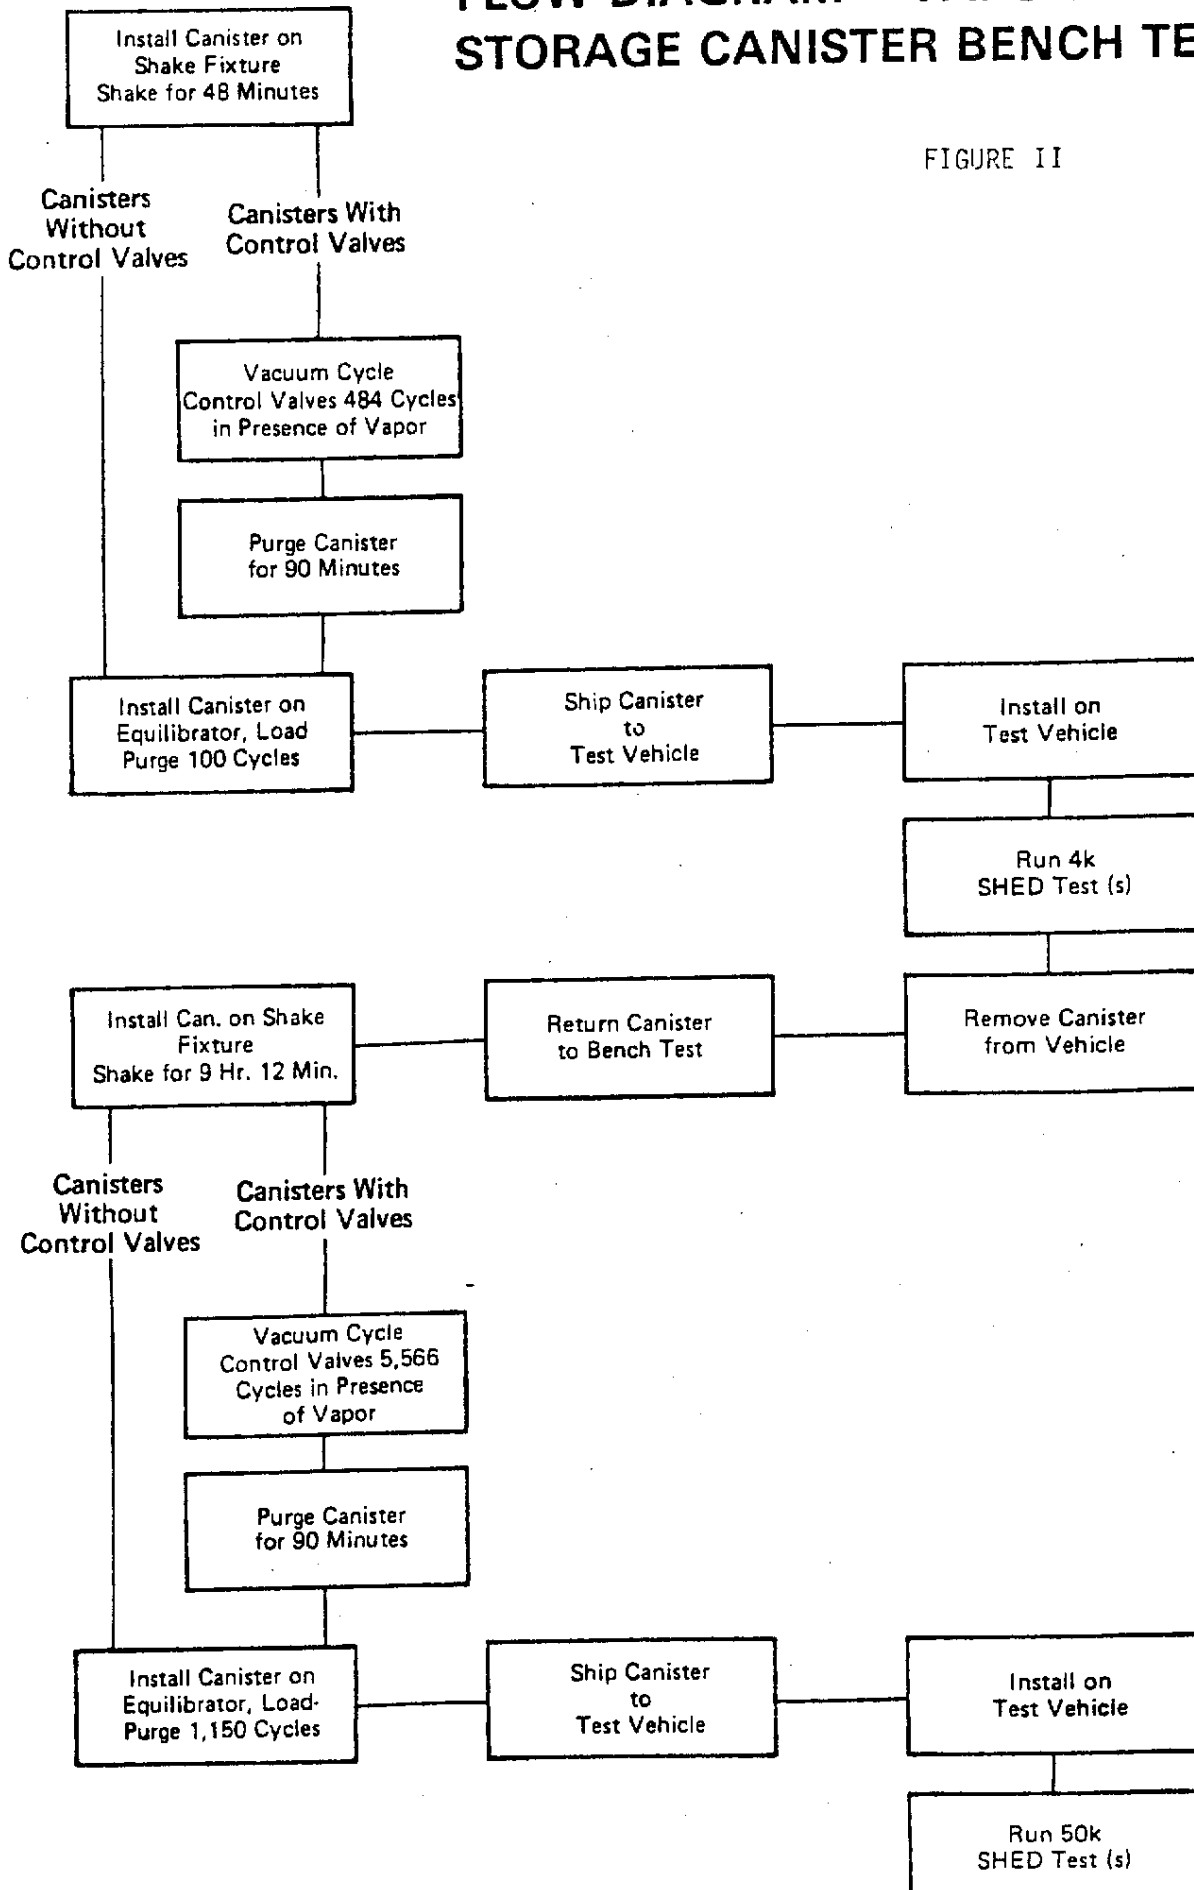 STORAGE CANISTER BENCH
FIGURE II
Install Canister on
Shake Fixture
Shake for 48 Minutes
Canisters
Without
Control Valves
Canisters With
Control Valves
Vacuum Cycle
Control Valves 484 Cycles
in Presence of Vapor
Purge Canister
for 90 Minutes
Install Canister on
Equilibrator, Load
Purge 100 Cycles
Ship Canister
to
Test Vehicle
Install on
Test Vehicle
Run 4k
SHED Test (s)
Remove Canister
from Vehicle
Return Canister
to Bench Test
Install Can. on Shake
Fixture
Shake for 9 Hr. 12 Min.
Canisters
Without
Control Valves
Canisters With
Control Valves
Vacuum Cycle
Control Valves 5,566
Cycles in Presence
of Vapor
Purge Canister
for 90 Minutes
Install Canister on
Equilibrator, Load-
Purge 1,150 Cycles
Ship Canister
to
Test Vehicle
Install on
Test Vehicle
Run 50k
SHED Test (s)